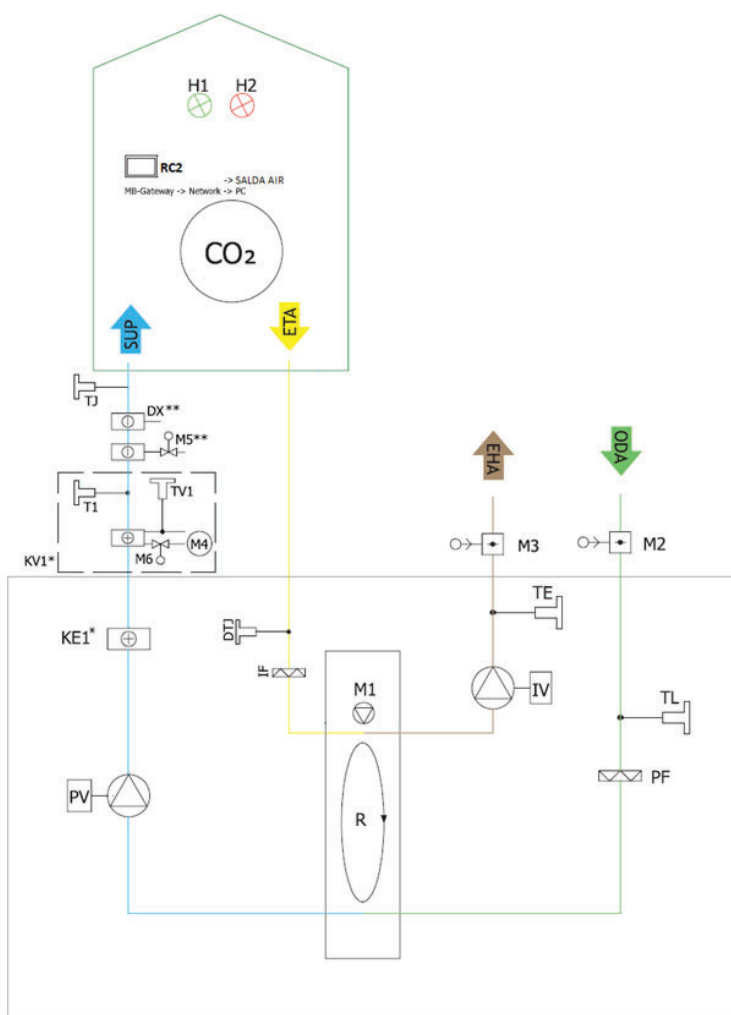 H1 H2
RC2
-> SALDA AIR
MB-Gateway -> Network -> PC
CO₂
SUP
ETA
TJ
DX**
M5**
EHA
ODA
T1
TV1
M4
M6
KV1*
M3
M2
KE1*
DTJ
TE
IF
M1
IV
TL
PV
R
PF